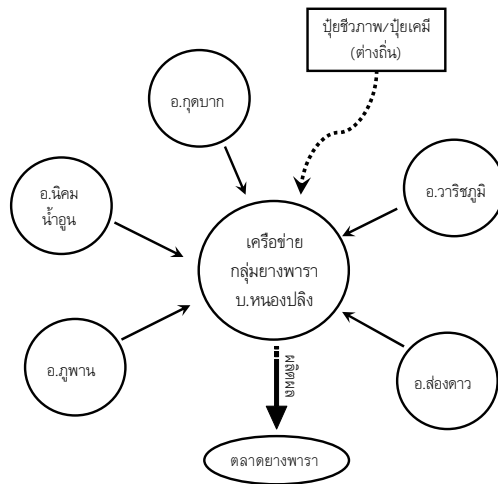 ปุ๋ยชีวภาพ/ปุ๋ยเคมี
(ต่างถิ่น)
อ.กุดบาก
อ.วาริชภูมิ
อ.นิคม
น้ำอูน
เครือข่าย
กลุ่มยางพารา
บ.หนองปลิง
อ.ภูพาน
อ.ส่องดาว
ผลิตผล
ตลาดยางพารา